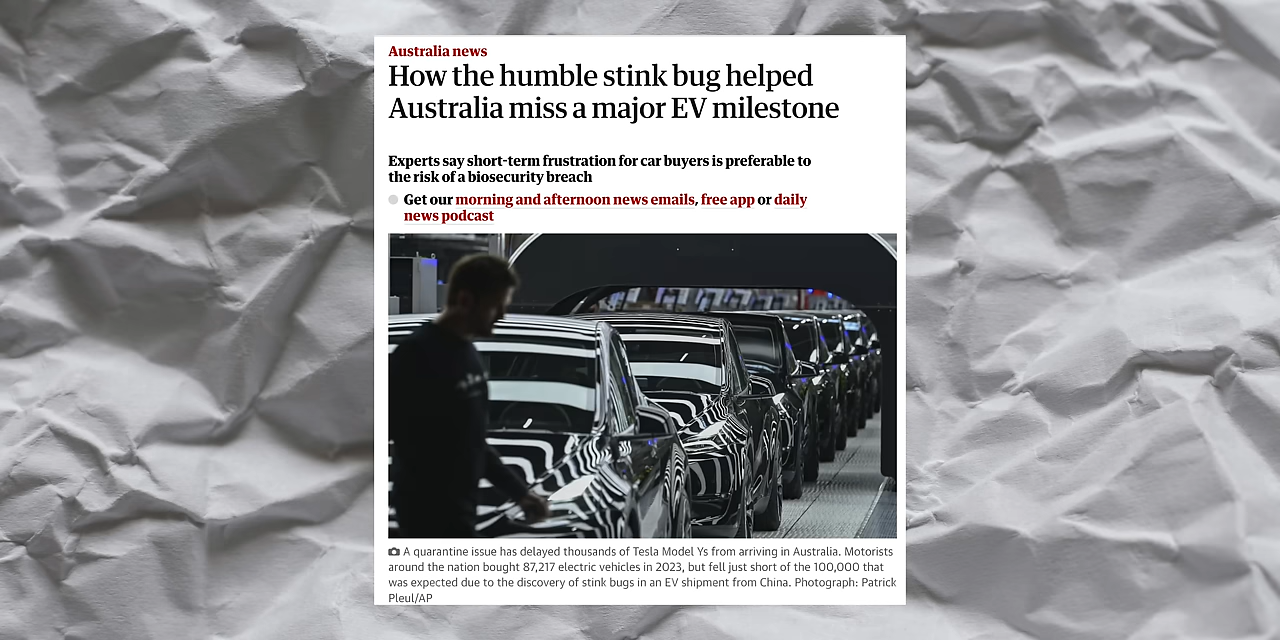 Australia news
How the humble stink bug helped
Australia miss a major EV milestone
Experts say short-term frustration for car buyers is preferable to
the risk of a biosecurity breach
Get our morning and afternoon news emails, free app or daily
news podcast
A quarantine issue has delayed thousands of Tesla Model Ys from arriving in Australia. Motorists
around the nation bought 87,217 electric vehicles in 2023, but fell just short of the 100,000 that
was expected due to the discovery of stink bugs in an EV shipment from China. Photograph: Patrick
Pleul/AP